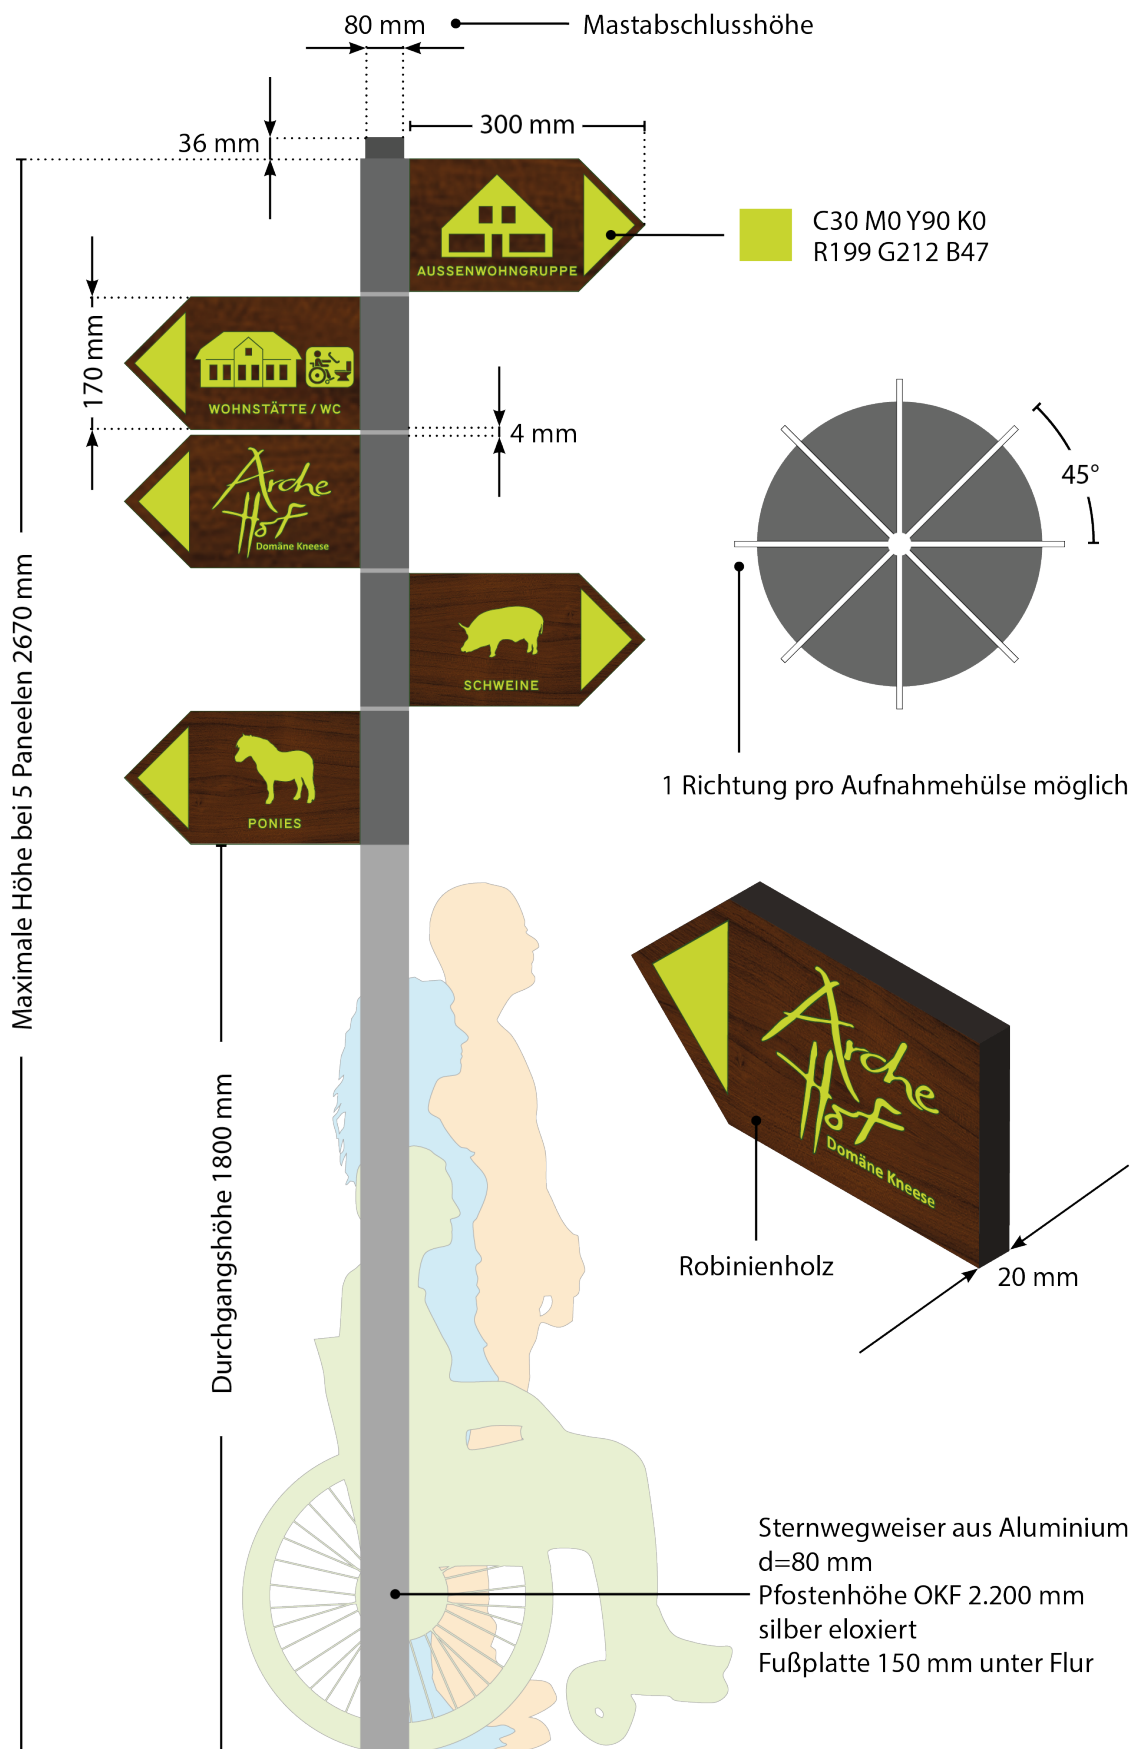 80 mm
Mastabschlusshöhe
36 mm
300 mm
AUSSENWOHNGRUPPE
C30 M0 Y90 K0
R199 G212 B47
170 mm
WOHNSTÄTTE / WC
4 mm
Arche
Hof
Domäne Kneese
45°
SCHWEINE
1 Richtung pro Aufnahmehülse möglich
PONIES
Maximale Höhe bei 5 Paneelen 2670 mm
Durchgangshöhe 1800 mm
Arche
Hof
Domäne Kneese
Robinienholz
20 mm
Sternwegweiser aus Aluminium
d=80 mm
Pfostenhöhe OKF 2.200 mm
silber eloxiert
Fußplatte 150 mm unter Flur